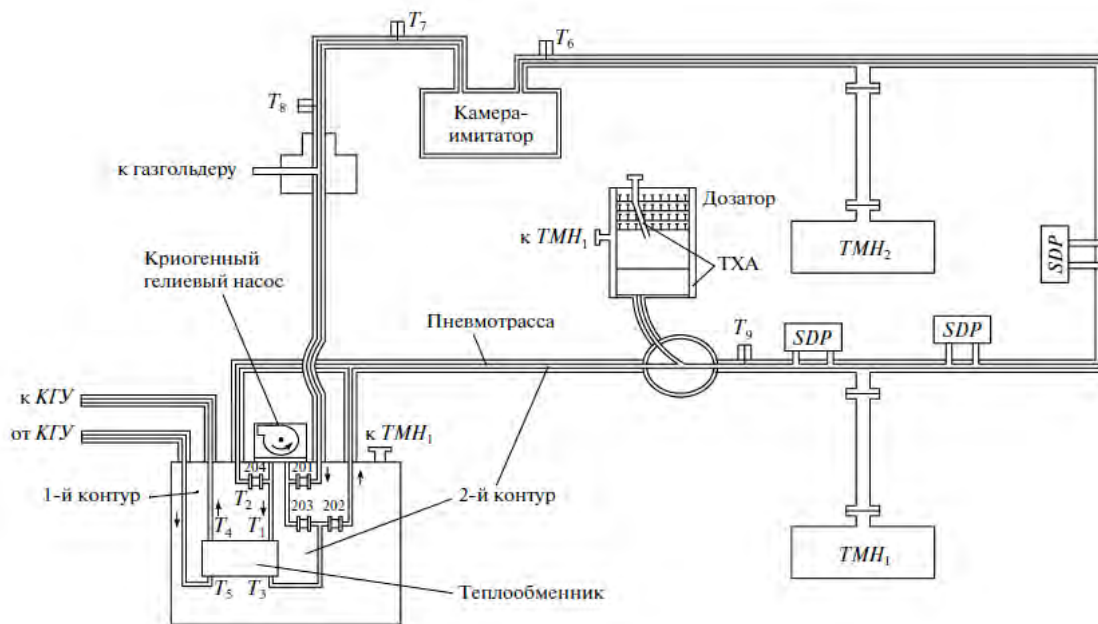 T7
T6
T8
Камера-
имитатор
к газгольдеру
Дозатор
к TMH1
ТХА
TMH2
SDP
Криогенный
гелиевый насос
Пневмотрасса
T9
SDP
SDP
к КГУ
от КГУ
к TMH1
204
201
1-й контур
T2
203
202
2-й контур
T4
T1
T5
T3
TMH1
Теплообменник